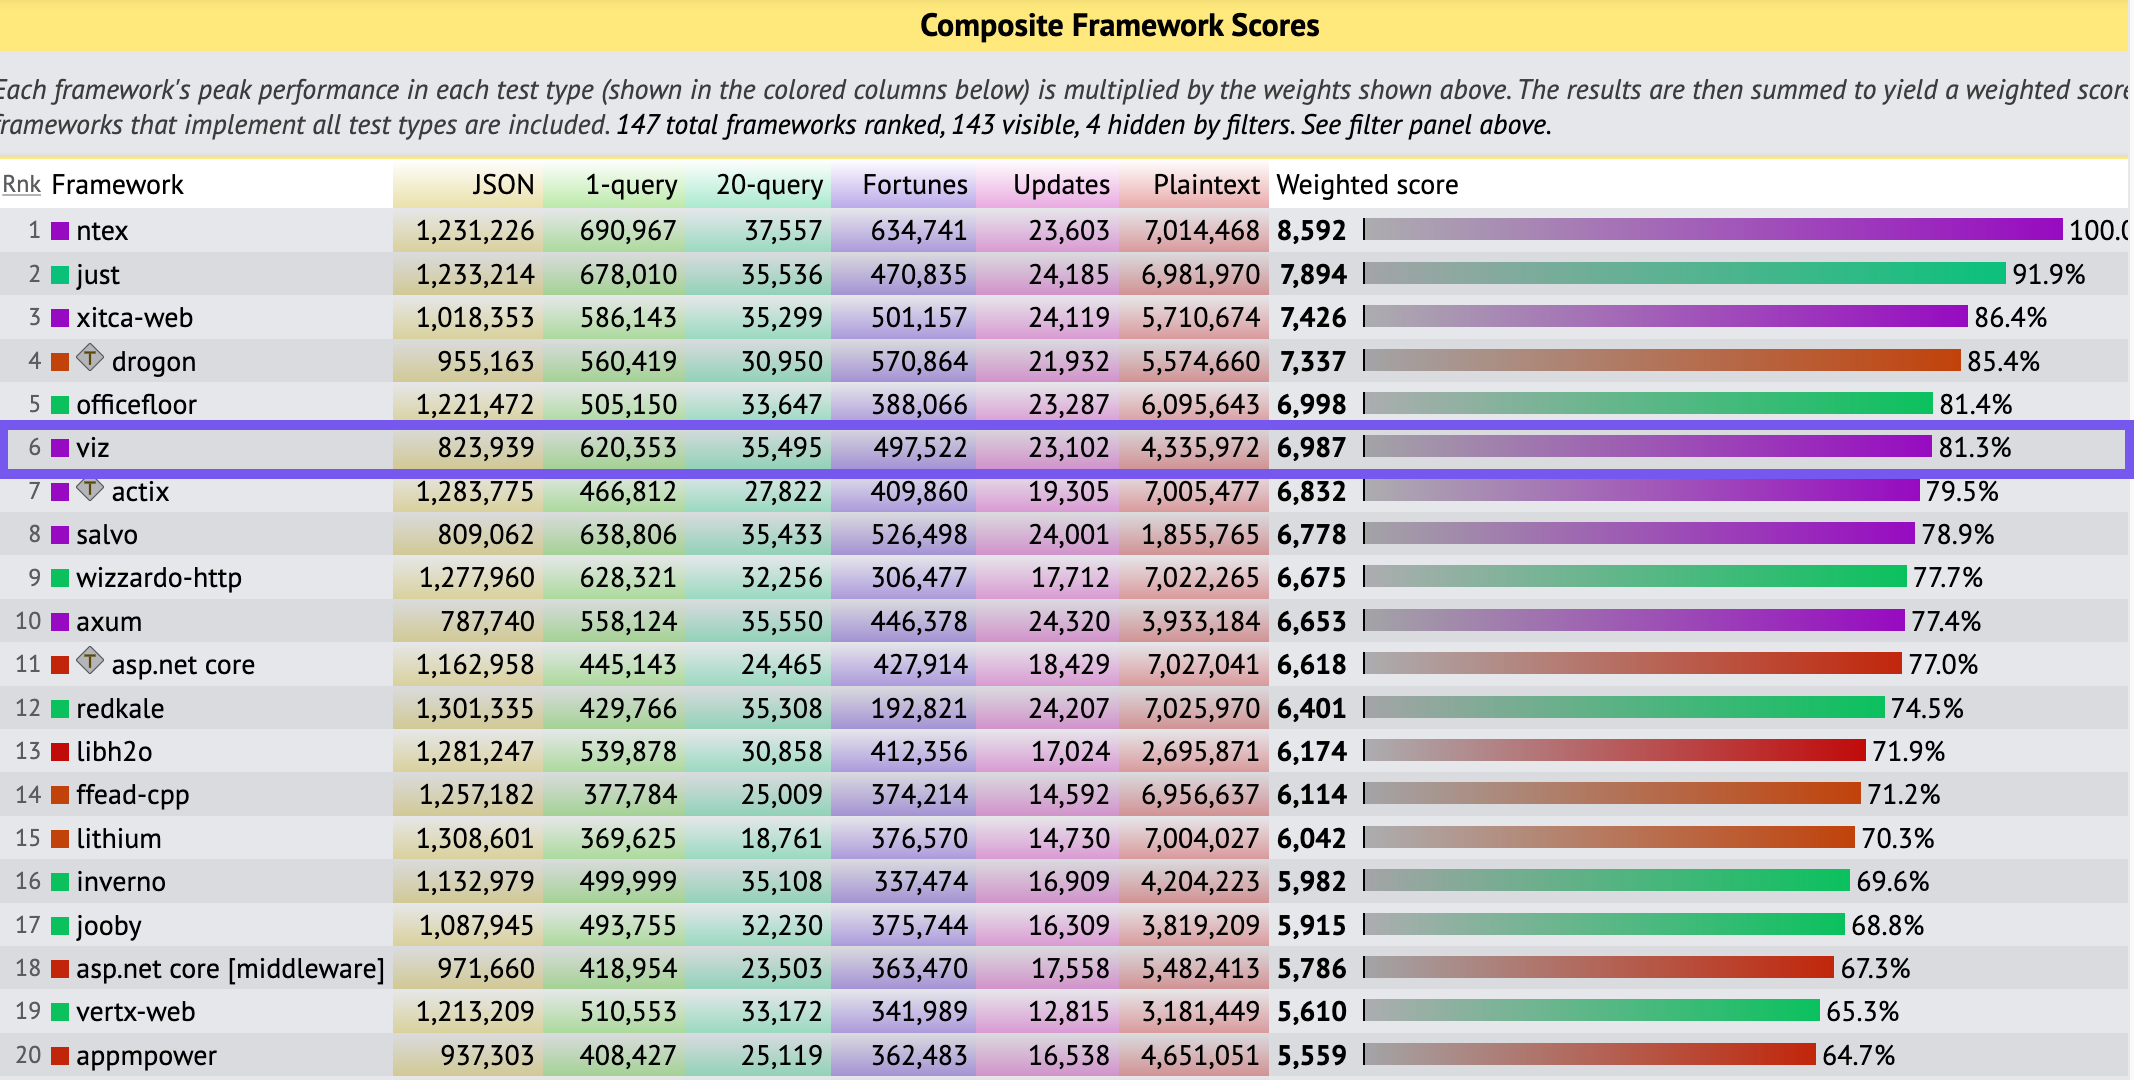 Composite Framework Scores
Each framework's peak performance in each test type (shown in the colored columns below) is multiplied by the weights shown above. The results are then summed to yield a weighted score
frameworks that implement all test types are included. 147 total frameworks ranked, 143 visible, 4 hidden by filters. See filter panel above.
Rnk Framework JSON 1-query 20-query Fortunes Updates Plaintext Weighted score
1 ntex 1,231,226 690,967 37,557 634,741 23,603 7,014,468 8,592 100.0
2 just 1,233,214 678,010 35,536 470,835 24,185 6,981,970 7,894 91.9%
3 xitca-web 1,018,353 586,143 35,299 501,157 24,119 5,710,674 7,426 86.4%
4 T drogon 955,163 560,419 30,950 570,864 21,932 5,574,660 7,337 85.4%
5 officefloor 1,221,472 505,150 33,647 388,066 23,287 6,095,643 6,998 81.4%
6 viz 823,939 620,353 35,495 497,522 23,102 4,335,972 6,987 81.3%
7 T actix 1,283,775 466,812 27,822 409,860 19,305 7,005,477 6,832 79.5%
8 salvo 809,062 638,806 35,433 526,498 24,001 1,855,765 6,778 78.9%
9 wizzardo-http 1,277,960 628,321 32,256 306,477 17,712 7,022,265 6,675 77.7%
10 axum 787,740 558,124 35,550 446,378 24,320 3,933,184 6,653 77.4%
11 T asp.net core 1,162,958 445,143 24,465 427,914 18,429 7,027,041 6,618 77.0%
12 redkale 1,301,335 429,766 35,308 192,821 24,207 7,025,970 6,401 74.5%
13 libh2o 1,281,247 539,878 30,858 412,356 17,024 2,695,871 6,174 71.9%
14 ffead-cpp 1,257,182 377,784 25,009 374,214 14,592 6,956,637 6,114 71.2%
15 lithium 1,308,601 369,625 18,761 376,570 14,730 7,004,027 6,042 70.3%
16 inverno 1,132,979 499,999 35,108 337,474 16,909 4,204,223 5,982 69.6%
17 jooby 1,087,945 493,755 32,230 375,744 16,309 3,819,209 5,915 68.8%
18 asp.net core [middleware] 971,660 418,954 23,503 363,470 17,558 5,482,413 5,786 67.3%
19 vertx-web 1,213,209 510,553 33,172 341,989 12,815 3,181,449 5,610 65.3%
20 appmpower 937,303 408,427 25,119 362,483 16,538 4,651,051 5,559 64.7%